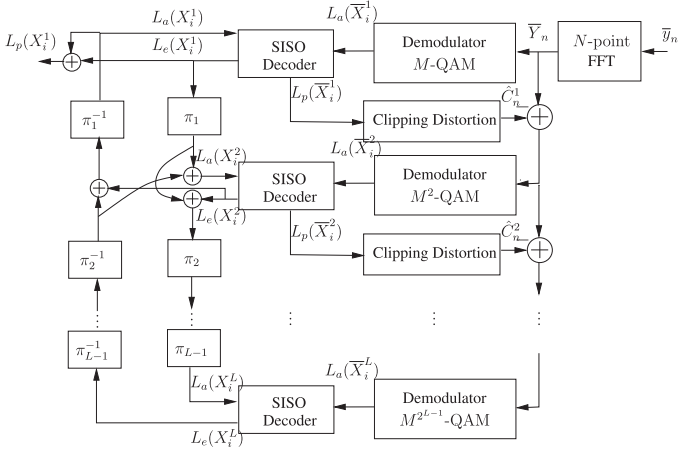 L_a(X_i^1)
L_a(\overline{X}_i^1)
L_p(X_i^1)
L_e(X_i^1)
SISO
Decoder
Demodulator
M-QAM
\overline{Y}_n
N-point
FFT
\overline{y}_n
L_p(\overline{X}_i^1)
π_1^{-1}
π_1
Clipping Distortion
Ĉ_n^1
−
L_a(X_i^2)
L_a(\overline{X}_i^2)
SISO
Decoder
Demodulator
M^2-QAM
L_e(X_i^2)
L_p(\overline{X}_i^2)
π_2^{-1}
π_2
Clipping Distortion
Ĉ_n^2
−
⋮ ⋮ ⋮ ⋮ ⋮
π_{L−1}^{-1}
π_{L−1}
L_a(X_i^L)
L_a(\overline{X}_i^L)
SISO
Decoder
Demodulator
M^{2^{L−1}}-QAM
L_e(X_i^L)